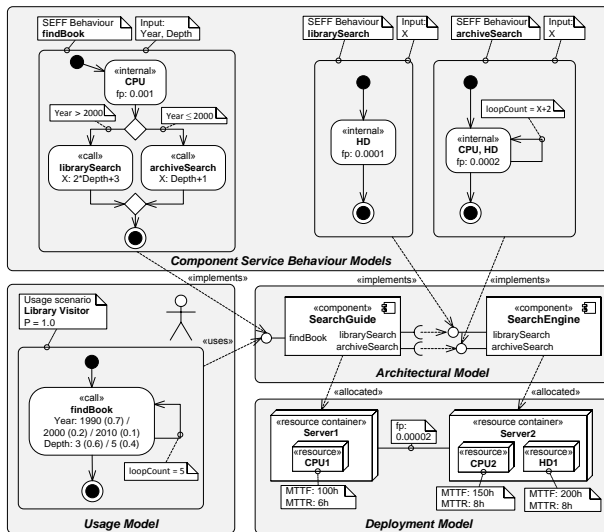 SEFF Behaviour
findBook
Input:
Year, Depth
«internal»
CPU
fp: 0.001
Year > 2000
Year ≤ 2000
«call»
librarySearch
X: 2*Depth+3
«call»
archiveSearch
X: Depth+1
SEFF Behaviour
librarySearch
Input:
X
«internal»
HD
fp: 0.0001
SEFF Behaviour
archiveSearch
Input:
X
loopCount = X+2
«internal»
CPU, HD
fp: 0.0002
Component Service Behaviour Models
«implements»
«implements»
«implements»
Usage scenario
Library Visitor
P = 1.0
«uses»
«call»
findBook
Year: 1990 (0.7) /
2000 (0.2) / 2010 (0.1)
Depth: 3 (0.6) / 5 (0.4)
loopCount = 5
Usage Model
findBook
«component»
SearchGuide
librarySearch
archiveSearch
«component»
SearchEngine
librarySearch
archiveSearch
Architectural Model
«allocated»
«allocated»
«resource container»
Server1
«resource»
CPU1
MTTF: 100h
MTTR: 6h
fp:
0.00002
«resource container»
Server2
«resource»
CPU2
MTTF: 150h
MTTR: 8h
«resource»
HD1
MTTF: 200h
MTTR: 8h
Deployment Model